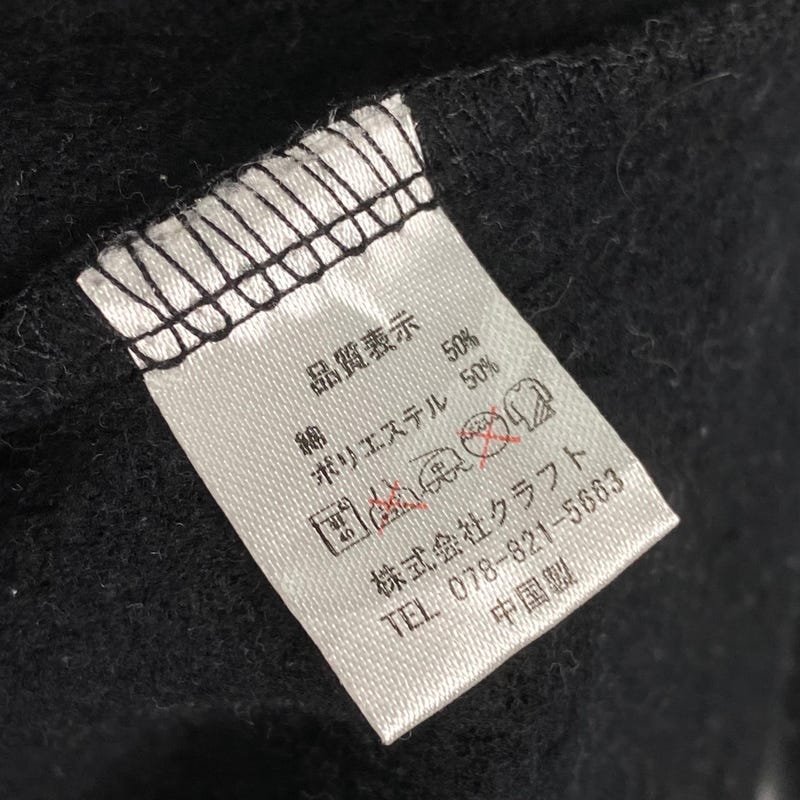 品質表示
綿 50%
ポリエステル 50%
株式会社クラフト
TEL 078-821-5663
中国製